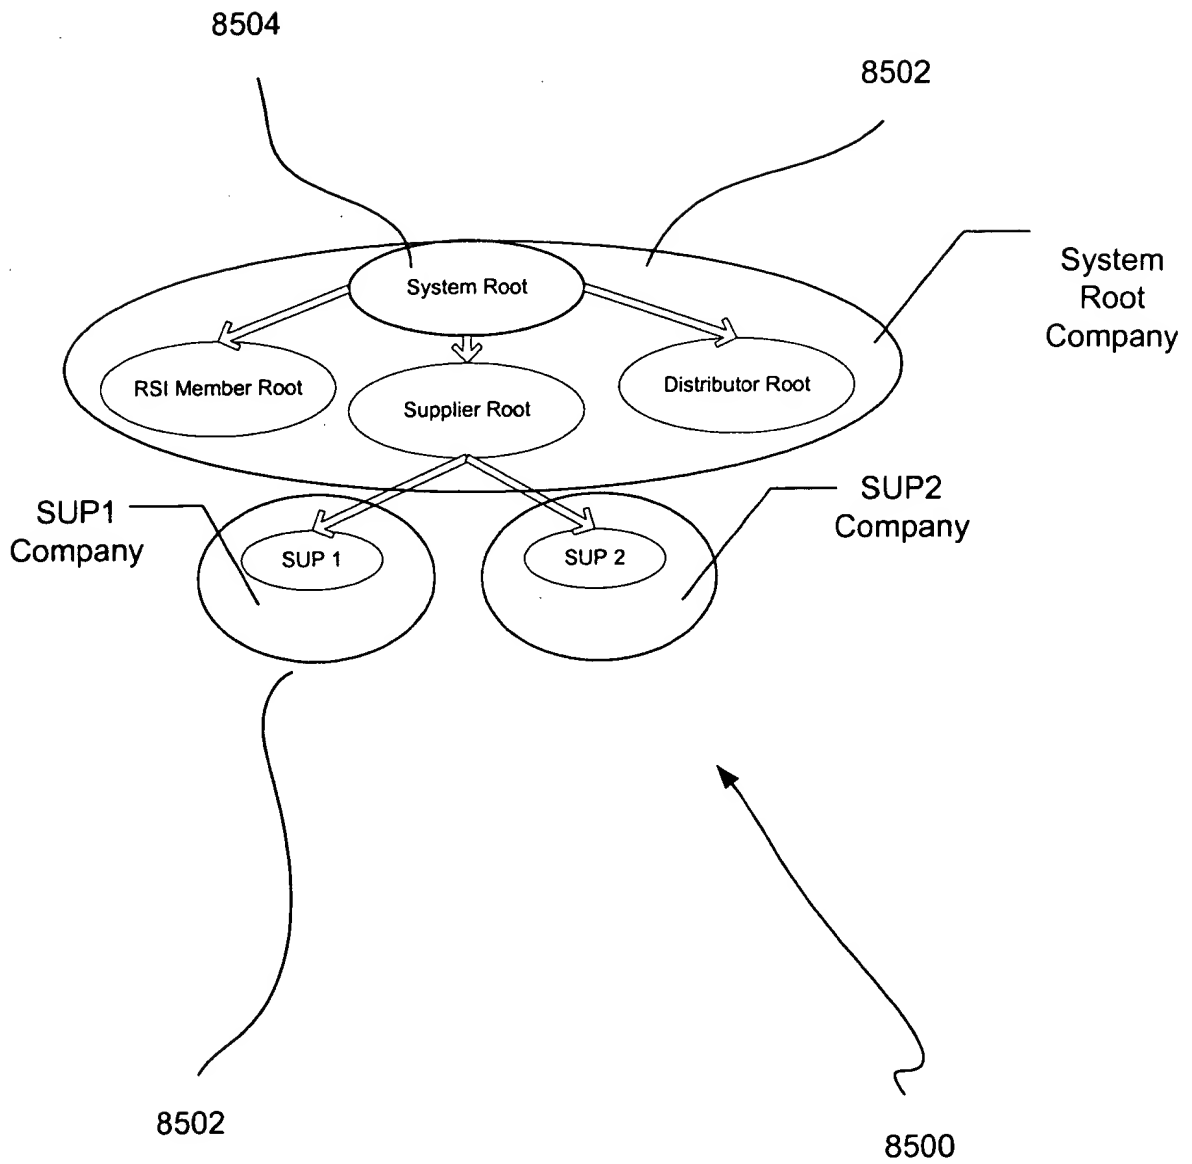 8504
8502
System Root
System
Root
Company
RSI Member Root
Supplier Root
Distributor Root
SUP1
Company
SUP2
Company
SUP 1
SUP 2
8502
8500